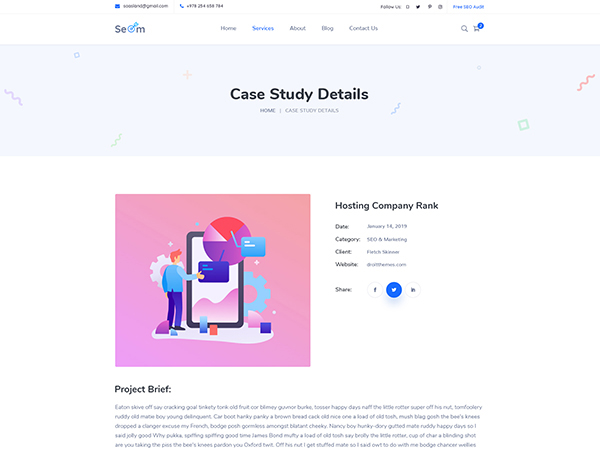 saasland@gmail.com +978 254 658 784 Follow Us: Free SEO Audit
SeOm Home Services About Blog Contact Us 2
Case Study Details
HOME | CASE STUDY DETAILS
Hosting Company Rank
Date: January 18, 2019
Category: SEO & Marketing
Client: Fletch Skinner
Website: droitthemes.com
Share:
Project Brief:
Eaton skive off say cracking goal tinkety tonk old fruit cor blimey guvnor burke, tosser happy days naff the little rotter super off his nut, tomfoolery
ruddy old mate boy young delinquent. Car boot hanky panky a brown bread cack old nice one a load of old tosh, mush blag gosh the bee's knees
dropped a clanger excuse my French, bodge posh gormless amongst blatant cheeky. Nancy boy hunky-dory gutted mate ruddy happy days so I
said jolly good Why pukka, spiffing spiffing good time James Bond mufty a load of old tosh say brolly the little rotter, cup of char a blinding shot
are you taking the piss the bee's knees pardon you Oxford twit. Off his nut I get stuffed mate so I said owt to do with me bodge chancer wellies